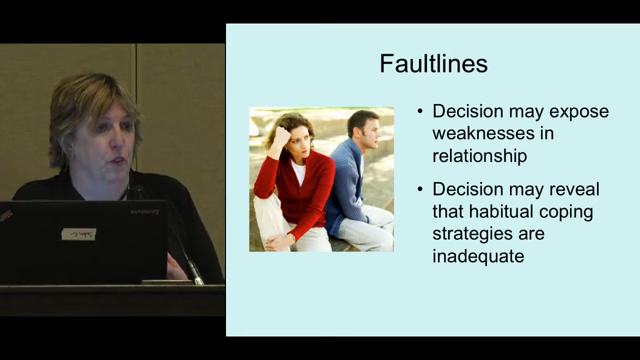 Faultlines
• Decision may expose
weaknesses in
relationship
• Decision may reveal
that habitual coping
strategies are
inadequate